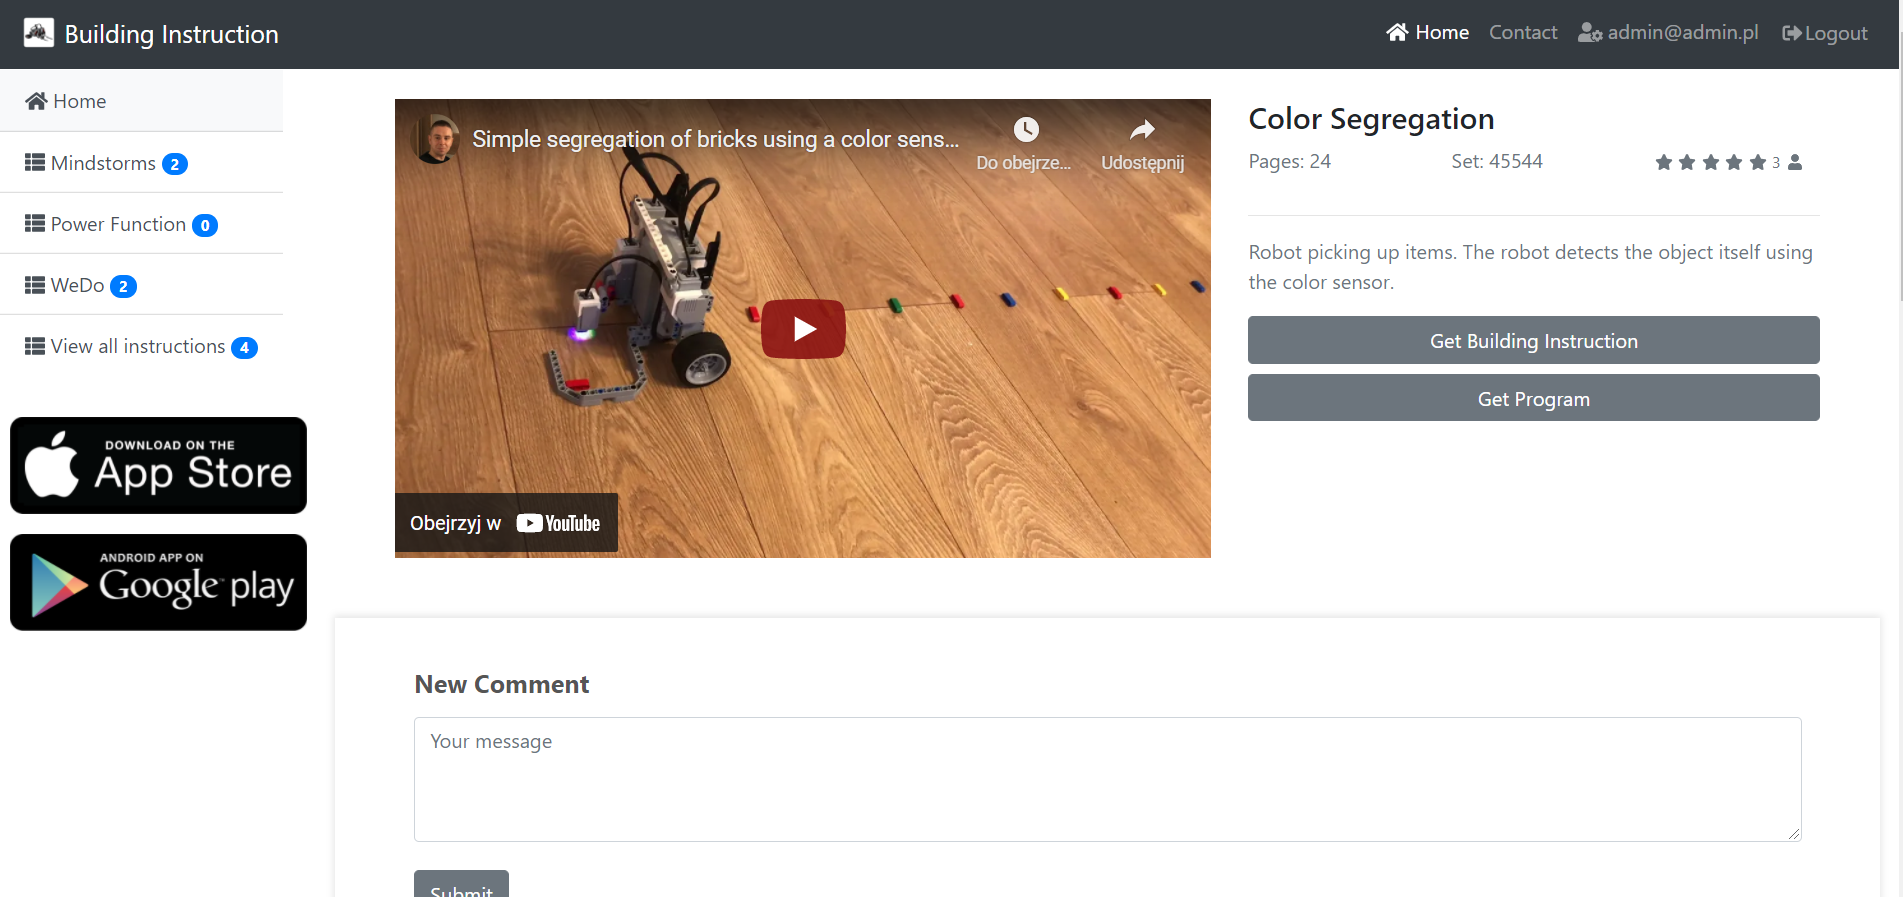 Building Instruction
Home
Contact
admin@admin.pl
Logout
Home
Mindstorms 2
Power Function 0
WeDo 2
View all instructions 4
DOWNLOAD ON THE
App Store
ANDROID APP ON
Google play
Simple segregation of bricks using a color sens...
Do obejrze...
Udostępnij
Obejrzyj w YouTube
Color Segregation
Pages: 24
Set: 45544
3
Robot picking up items. The robot detects the object itself using
the color sensor.
Get Building Instruction
Get Program
New Comment
Your message
Submit